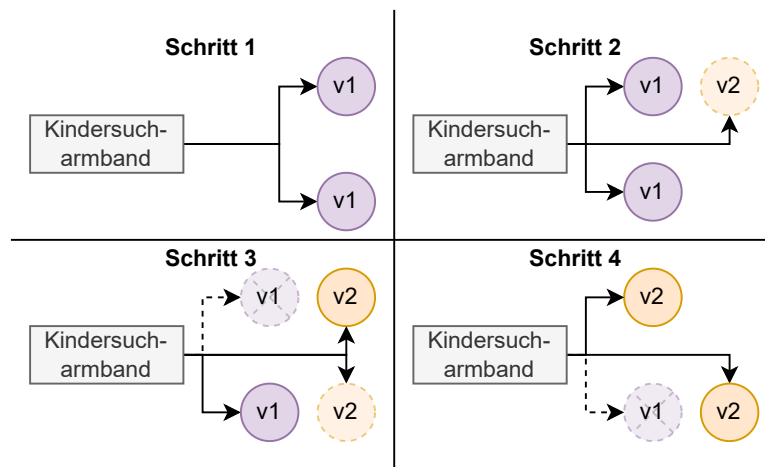 Schritt 1
v1
Kindersuch-
armband
v1
Schritt 2
v1
v2
Kindersuch-
armband
v1
Schritt 3
v1
v2
Kindersuch-
armband
v1
v2
Schritt 4
v2
Kindersuch-
armband
v1
v2